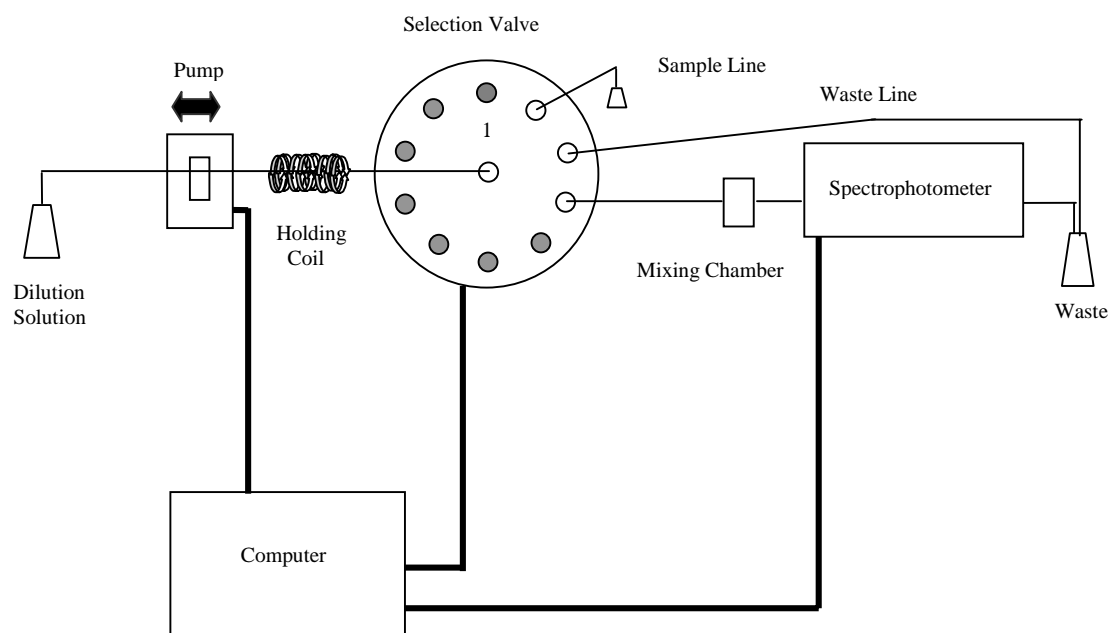 Selection Valve
Pump
Sample Line
Waste Line
1
Spectrophotometer
Holding
Coil
Mixing Chamber
Dilution
Solution
Waste
Computer